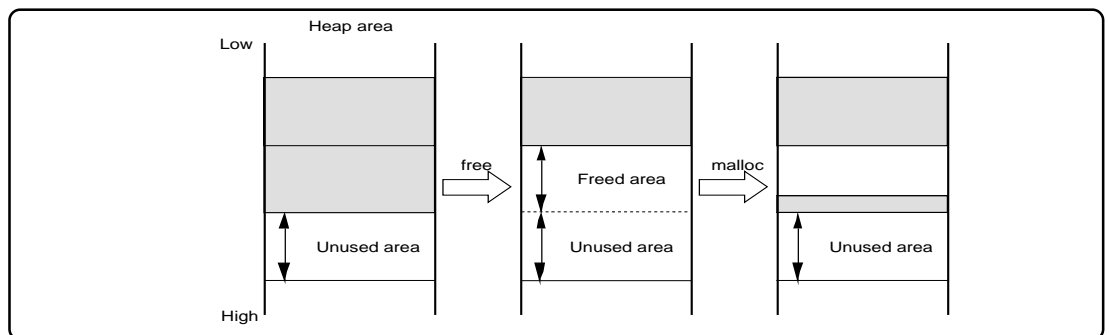 Heap area
Low
free
malloc
Freed area
Unused area
Unused area
Unused area
High